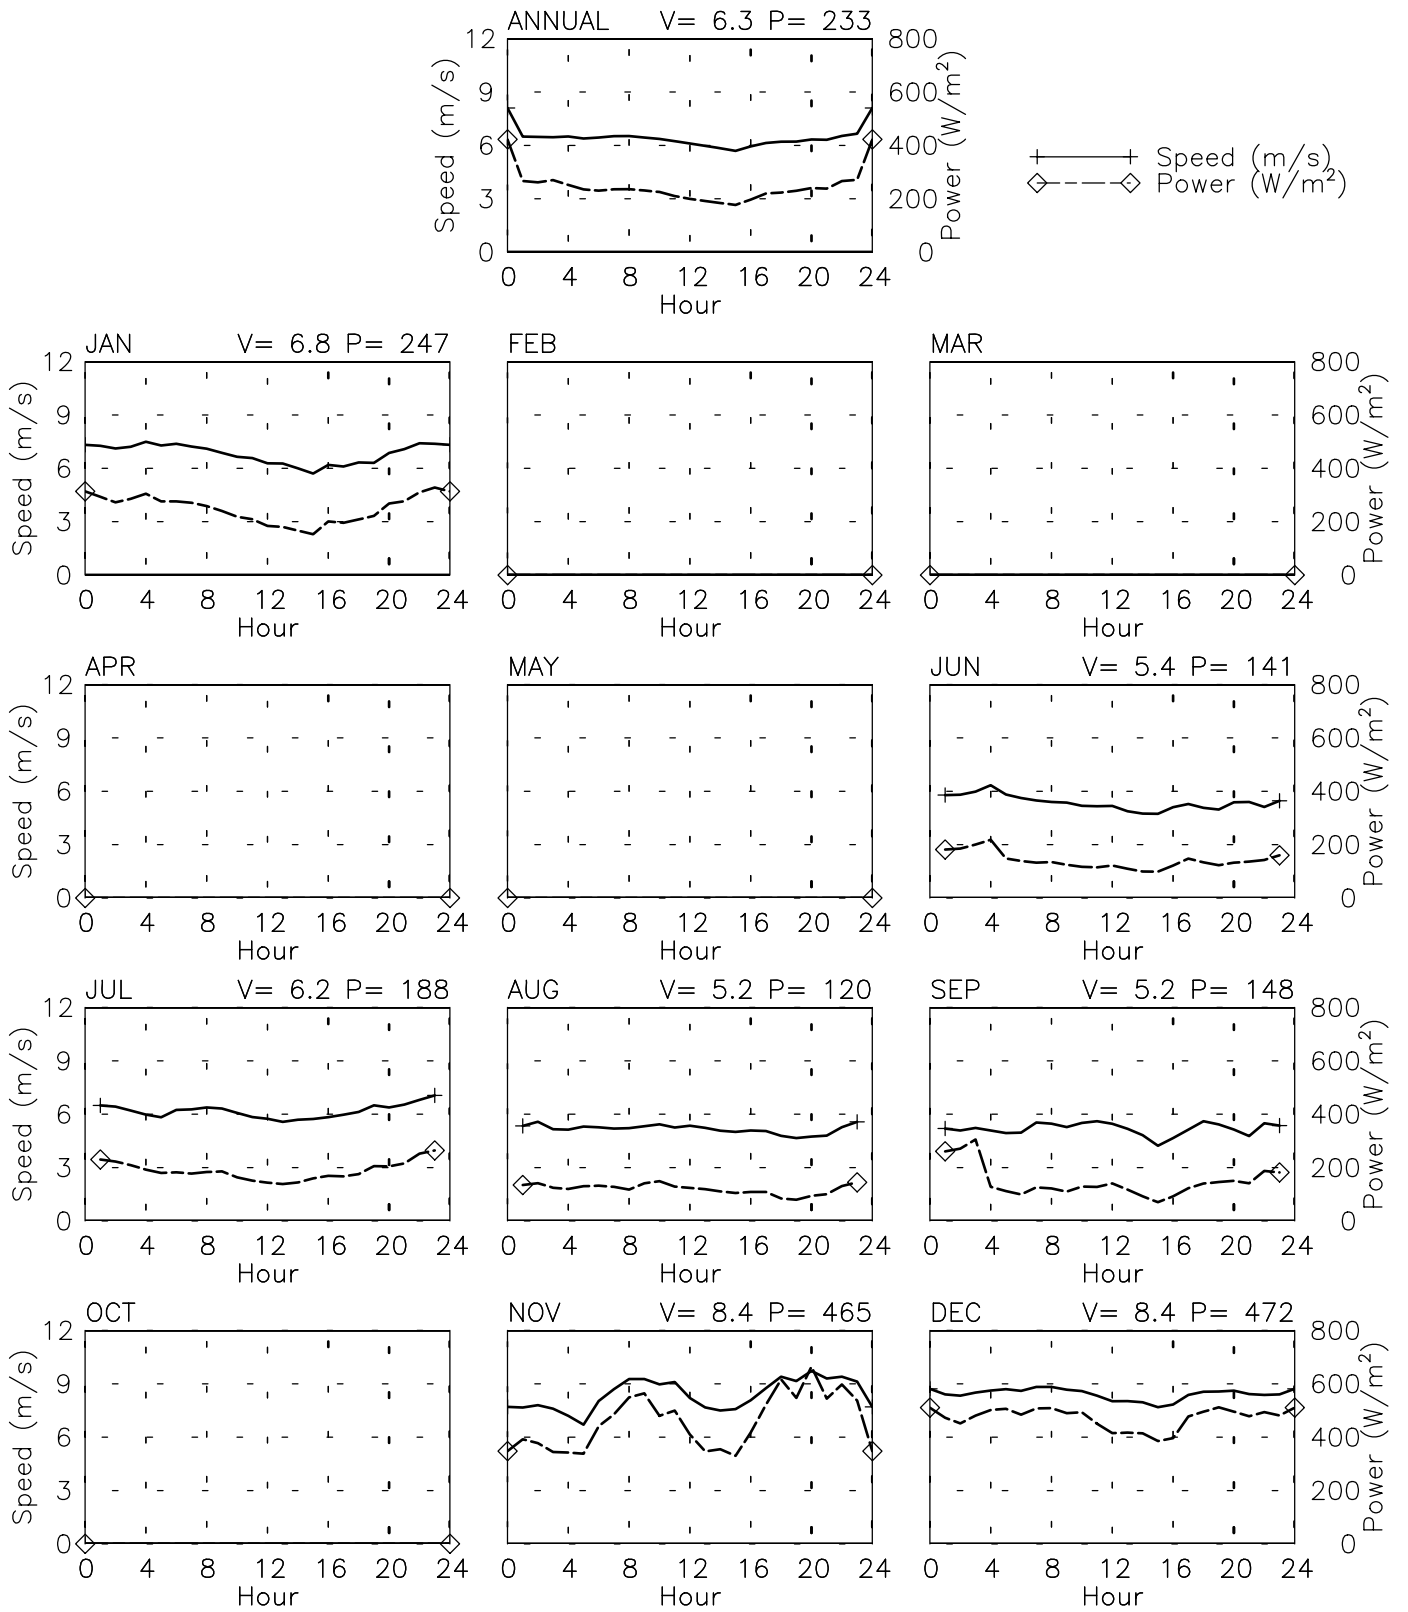 ANNUAL V= 6.3 P= 233
12 9 6 3 0
Speed (m/s)
800 600 400 200 0
Power (W/m²)
0 4 8 12 16 20 24
Hour
Speed (m/s)
Power (W/m²)
JAN V= 6.8 P= 247
FEB
MAR
12 9 6 3 0
Speed (m/s)
800 600 400 200 0
Power (W/m²)
0 4 8 12 16 20 24
0 4 8 12 16 20 24
0 4 8 12 16 20 24
Hour
Hour
Hour
APR
MAY
JUN V= 5.4 P= 141
12 9 6 3 0
Speed (m/s)
800 600 400 200 0
Power (W/m²)
0 4 8 12 16 20 24
0 4 8 12 16 20 24
0 4 8 12 16 20 24
Hour
Hour
Hour
JUL V= 6.2 P= 188
AUG V= 5.2 P= 120
SEP V= 5.2 P= 148
12 9 6 3 0
Speed (m/s)
800 600 400 200 0
Power (W/m²)
0 4 8 12 16 20 24
0 4 8 12 16 20 24
0 4 8 12 16 20 24
Hour
Hour
Hour
OCT
NOV V= 8.4 P= 465
DEC V= 8.4 P= 472
12 9 6 3 0
Speed (m/s)
800 600 400 200 0
Power (W/m²)
0 4 8 12 16 20 24
0 4 8 12 16 20 24
0 4 8 12 16 20 24
Hour
Hour
Hour